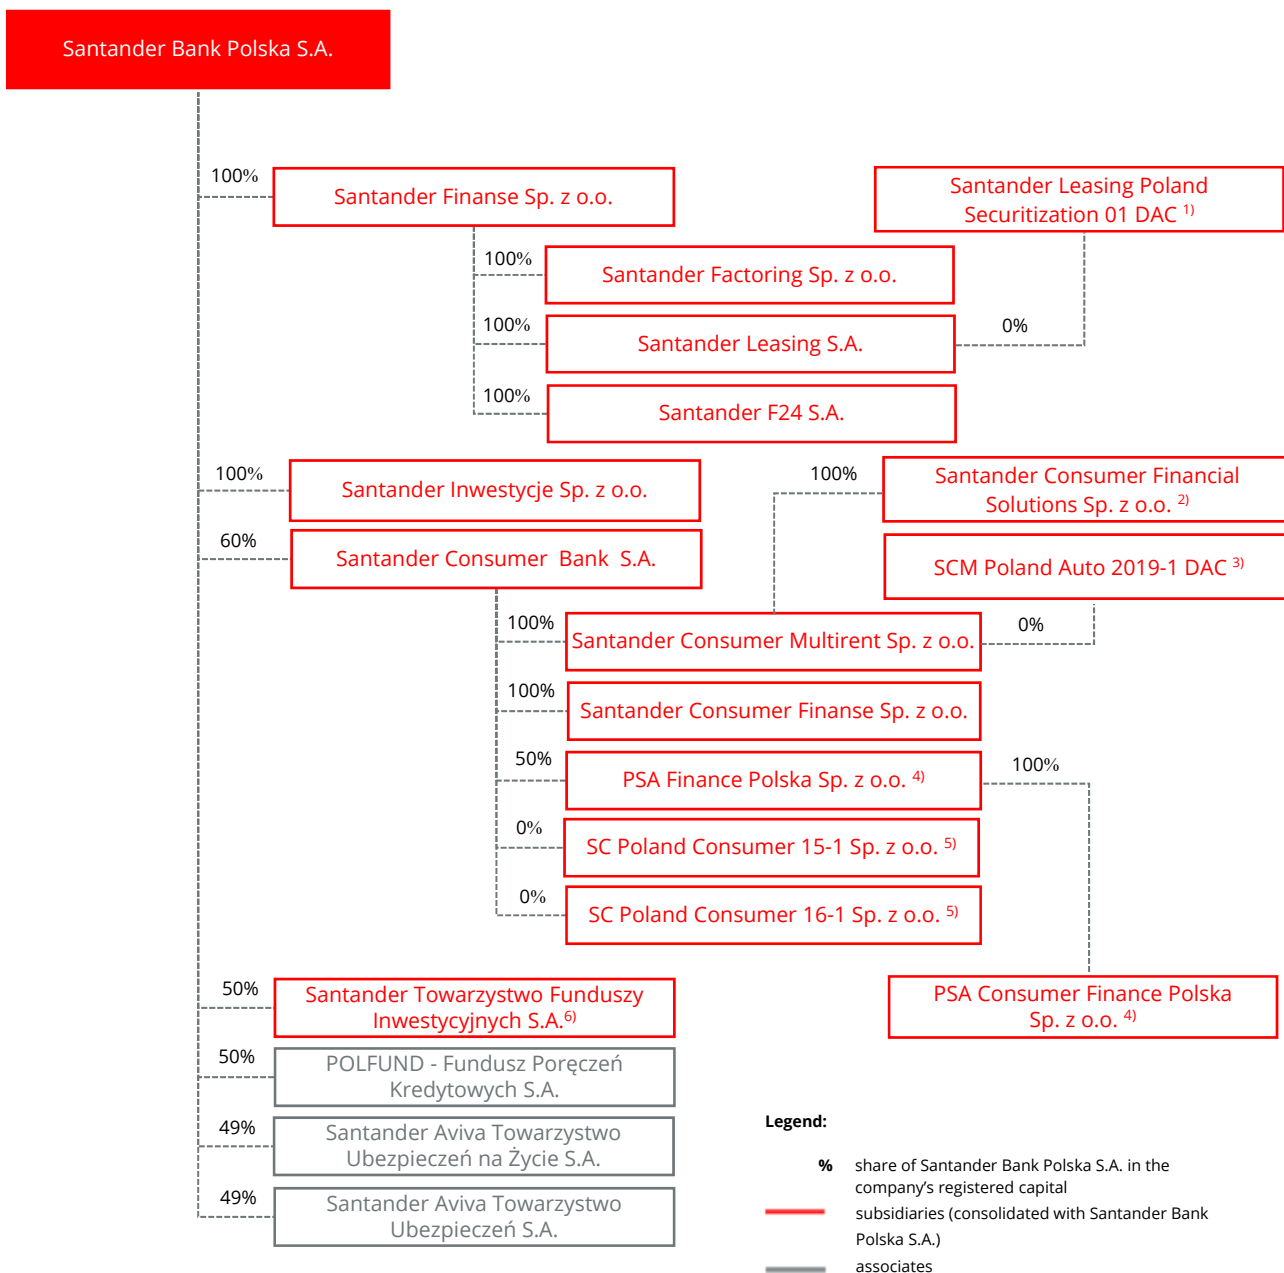 Santander Bank Polska S.A.
100%
Santander Finanse Sp. z o.o.
Santander Leasing Poland
Securitization 01 DAC 1)
100%
Santander Factoring Sp. z o.o.
100%
Santander Leasing S.A.
0%
100%
Santander F24 S.A.
100%
Santander Inwestycje Sp. z o.o.
100%
Santander Consumer Financial
Solutions Sp. z o.o. 2)
60%
Santander Consumer Bank S.A.
SCM Poland Auto 2019-1 DAC 3)
100%
Santander Consumer Multirent Sp. z o.o.
0%
100%
Santander Consumer Finanse Sp. z o.o.
50%
PSA Finance Polska Sp. z o.o. 4)
100%
0%
SC Poland Consumer 15-1 Sp. z o.o. 5)
0%
SC Poland Consumer 16-1 Sp. z o.o. 5)
50%
Santander Towarzystwo Funduszy
Inwestycyjnych S.A.6)
PSA Consumer Finance Polska
Sp. z o.o. 4)
50%
POLFUND - Fundusz Poręczeń
Kredytowych S.A.
49%
Santander Aviva Towarzystwo
Ubezpieczeń na Życie S.A.
49%
Santander Aviva Towarzystwo
Ubezpieczeń S.A.
Legend:
% share of Santander Bank Polska S.A. in the
company's registered capital
subsidiaries (consolidated with Santander Bank
Polska S.A.)
associates